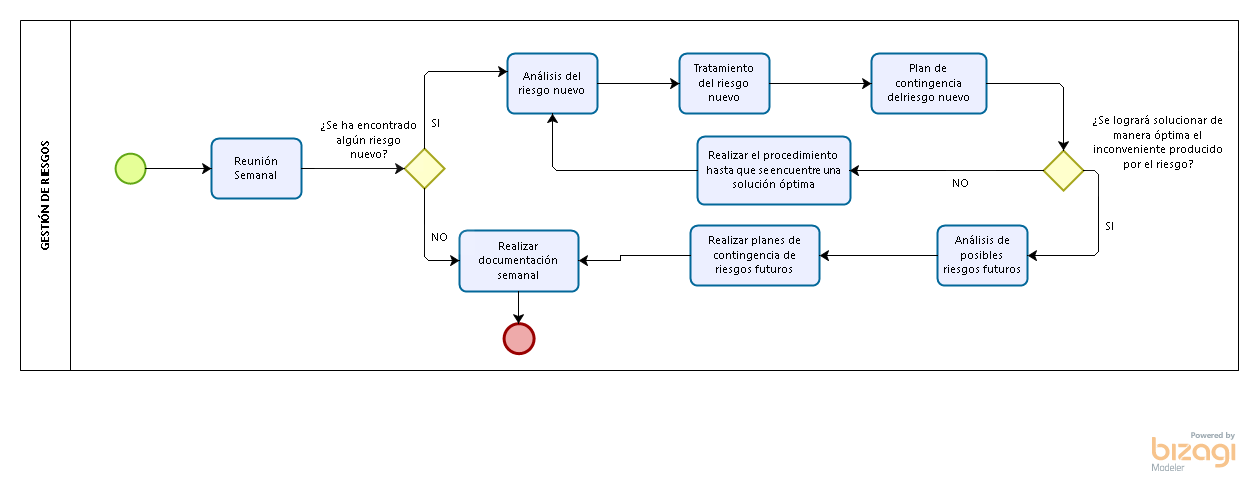 GESTIÓN DE RIESGOS
Reunión
Semanal
¿Se ha encontrado
algún riesgo
nuevo?
SI
NO
Análisis del
riesgo nuevo
Tratamiento
del riesgo
nuevo
Plan de
contingencia
delriesgo nuevo
¿Se logrará solucionar de
manera óptima el
inconveniente producido
por el riesgo?
NO
SI
Realizar el procedimiento
hasta que se encuentre una
solución óptima
Análisis de
posibles
riesgos futuros
Realizar planes de
contingencia de
riesgos futuros
Realizar
documentación
semanal
Powered by
bizagi
Modeler